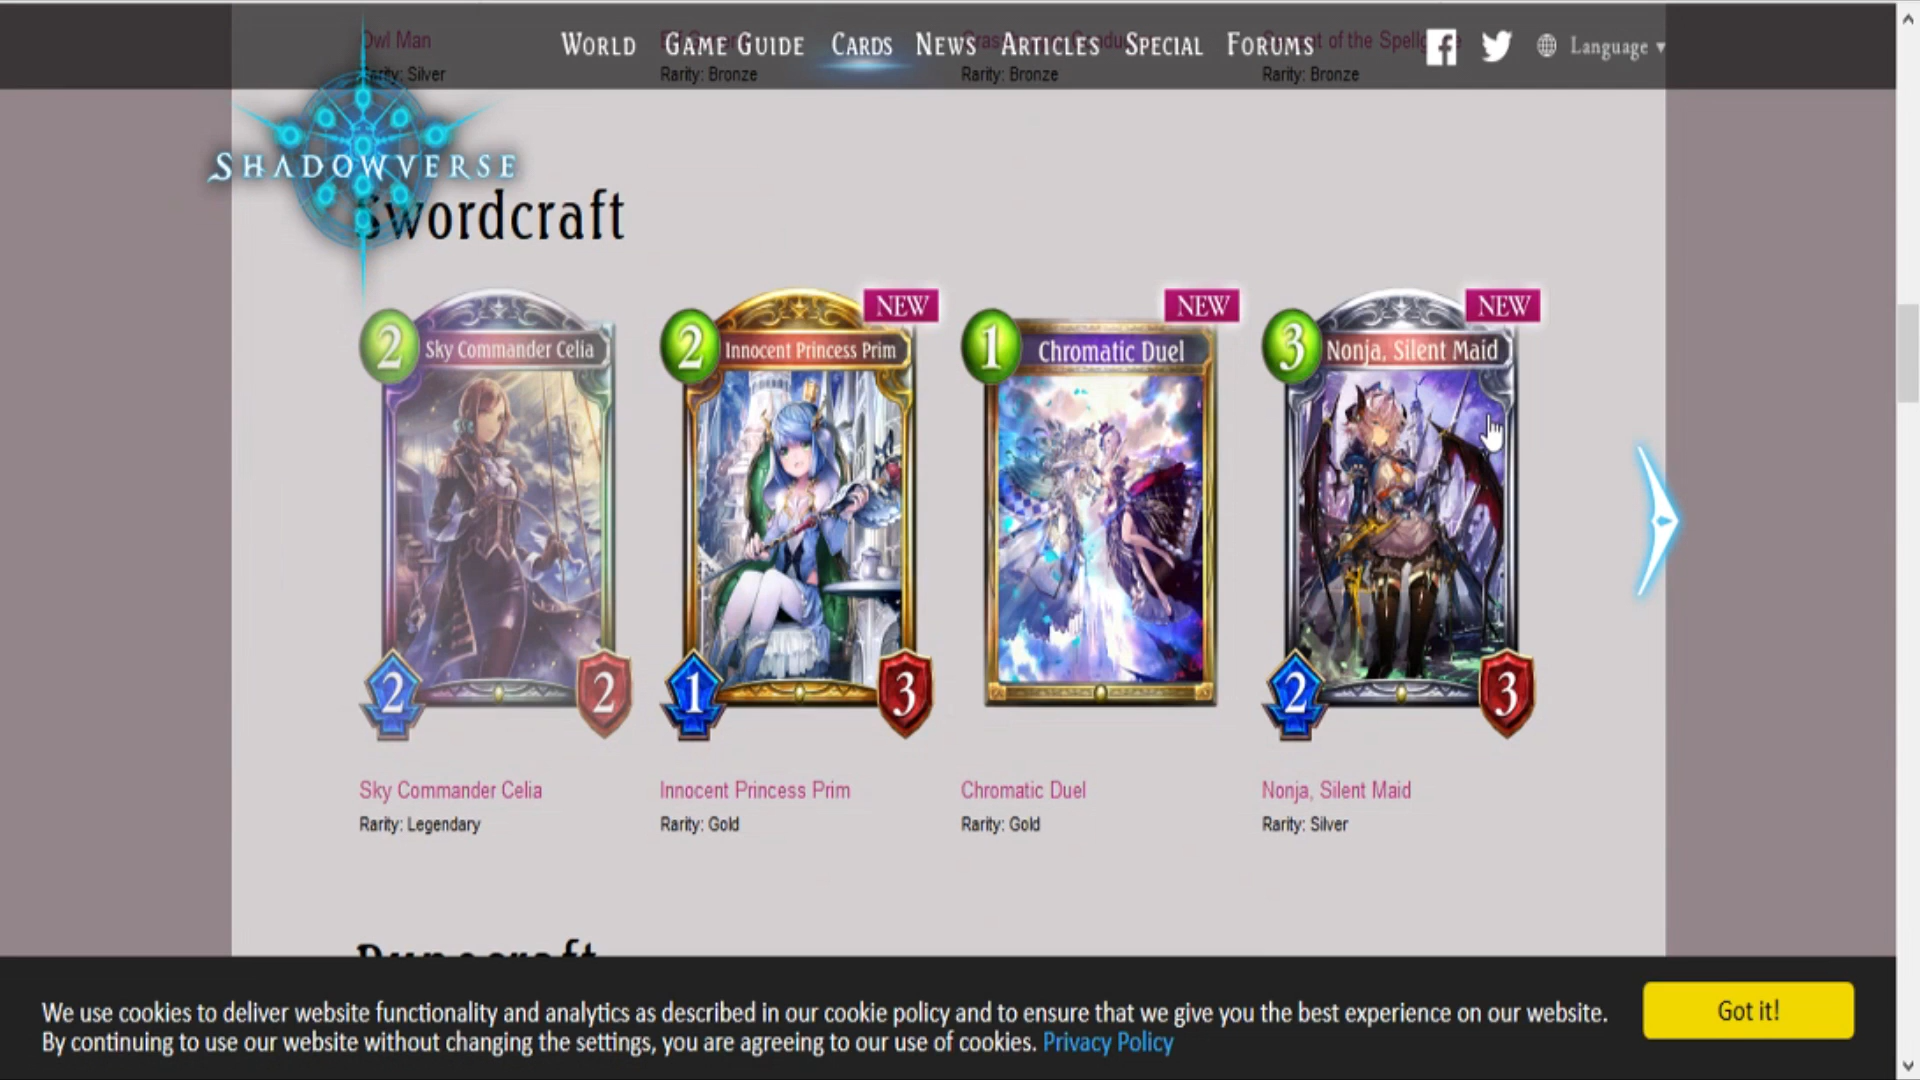 Owl Man
Rarity: Silver
Rarity: Bronze
Rarity: Bronze
Rarity: Bronze
WORLD GAME GUIDE CARDS NEWS ARTICLES SPECIAL FORUMS Language ▼
SHADOWVERSE
Swordcraft
NEW NEW NEW
2 Sky Commander Celia 2 Innocent Princess Prim 1 Chromatic Duel 3 Nonja, Silent Maid
2 2 1 3 2 3
Sky Commander Celia Innocent Princess Prim Chromatic Duel Nonja, Silent Maid
Rarity: Legendary Rarity: Gold Rarity: Gold Rarity: Silver
We use cookies to deliver website functionality and analytics as described in our cookie policy and to ensure that we give you the best experience on our website.
By continuing to use our website without changing the settings, you are agreeing to our use of cookies. Privacy Policy
Got it!